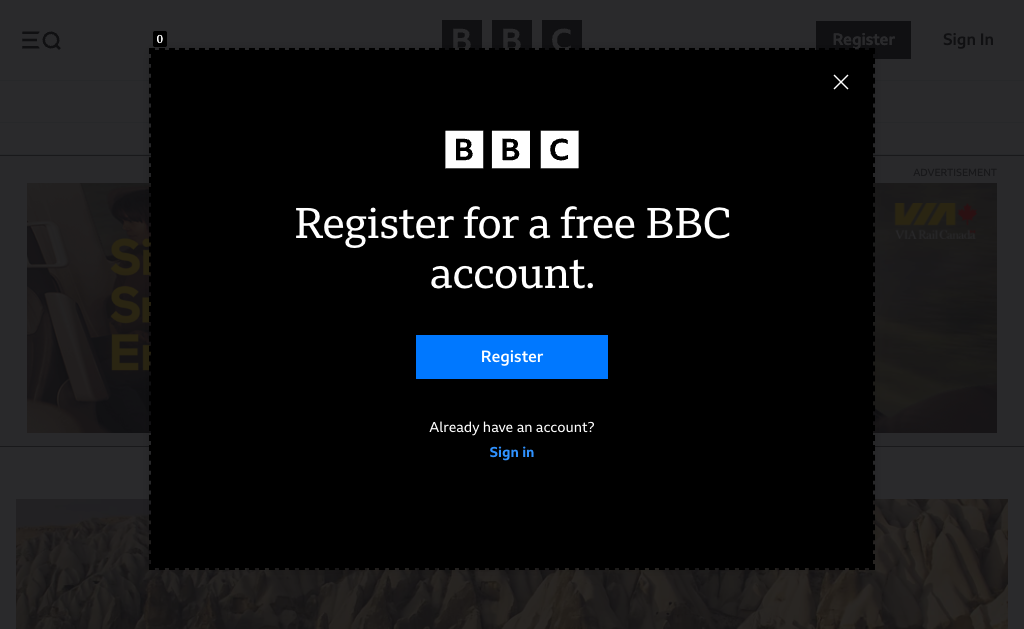 0
BBC
Register
Sign In
BBC
ADVERTISEMENT
VIA
VIA Rail Canada
Register for a free BBC
account.
Register
Already have an account?
Sign in